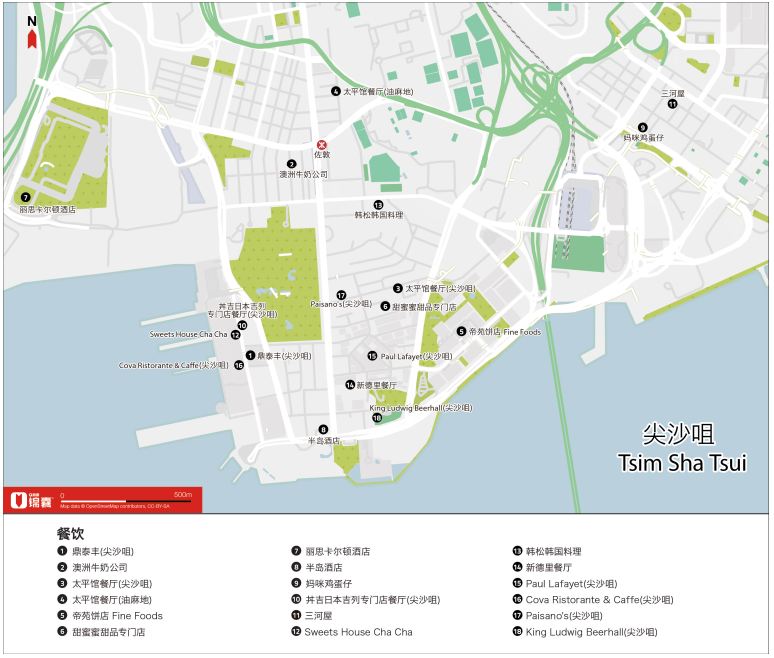 N
太平馆餐厅(油麻地)
4
三河屋
11
9
妈咪鸡蛋仔
佐敦
2
澳洲牛奶公司
7
丽思卡尔顿酒店
13
韩松韩国料理
3 太平馆餐厅(尖沙咀)
17
Paisano's(尖沙咀)
6 甜蜜蜜甜品专门店
丼吉日本吉列
专门店餐厅(尖沙咀)
10
Sweets House Cha Cha 12
5 帝苑饼店 Fine Foods
1 鼎泰丰(尖沙咀)
15 Paul Lafayet(尖沙咀)
Cova Ristorante & Caffe(尖沙咀) 16
14 新德里餐厅
King Ludwig Beerhall(尖沙咀)
18
8
半岛酒店
尖沙咀
Tsim Sha Tsui
锦囊
0 500m
Map data © OpenStreetMap contributors, CC-BY-SA
餐饮
1 鼎泰丰(尖沙咀)
2 澳洲牛奶公司
3 太平馆餐厅(尖沙咀)
4 太平馆餐厅(油麻地)
5 帝苑饼店 Fine Foods
6 甜蜜蜜甜品专门店
7 丽思卡尔顿酒店
8 半岛酒店
9 妈咪鸡蛋仔
10 丼吉日本吉列专门店餐厅(尖沙咀)
11 三河屋
12 Sweets House Cha Cha
13 韩松韩国料理
14 新德里餐厅
15 Paul Lafayet(尖沙咀)
16 Cova Ristorante & Caffe(尖沙咀)
17 Paisano's(尖沙咀)
18 King Ludwig Beerhall(尖沙咀)